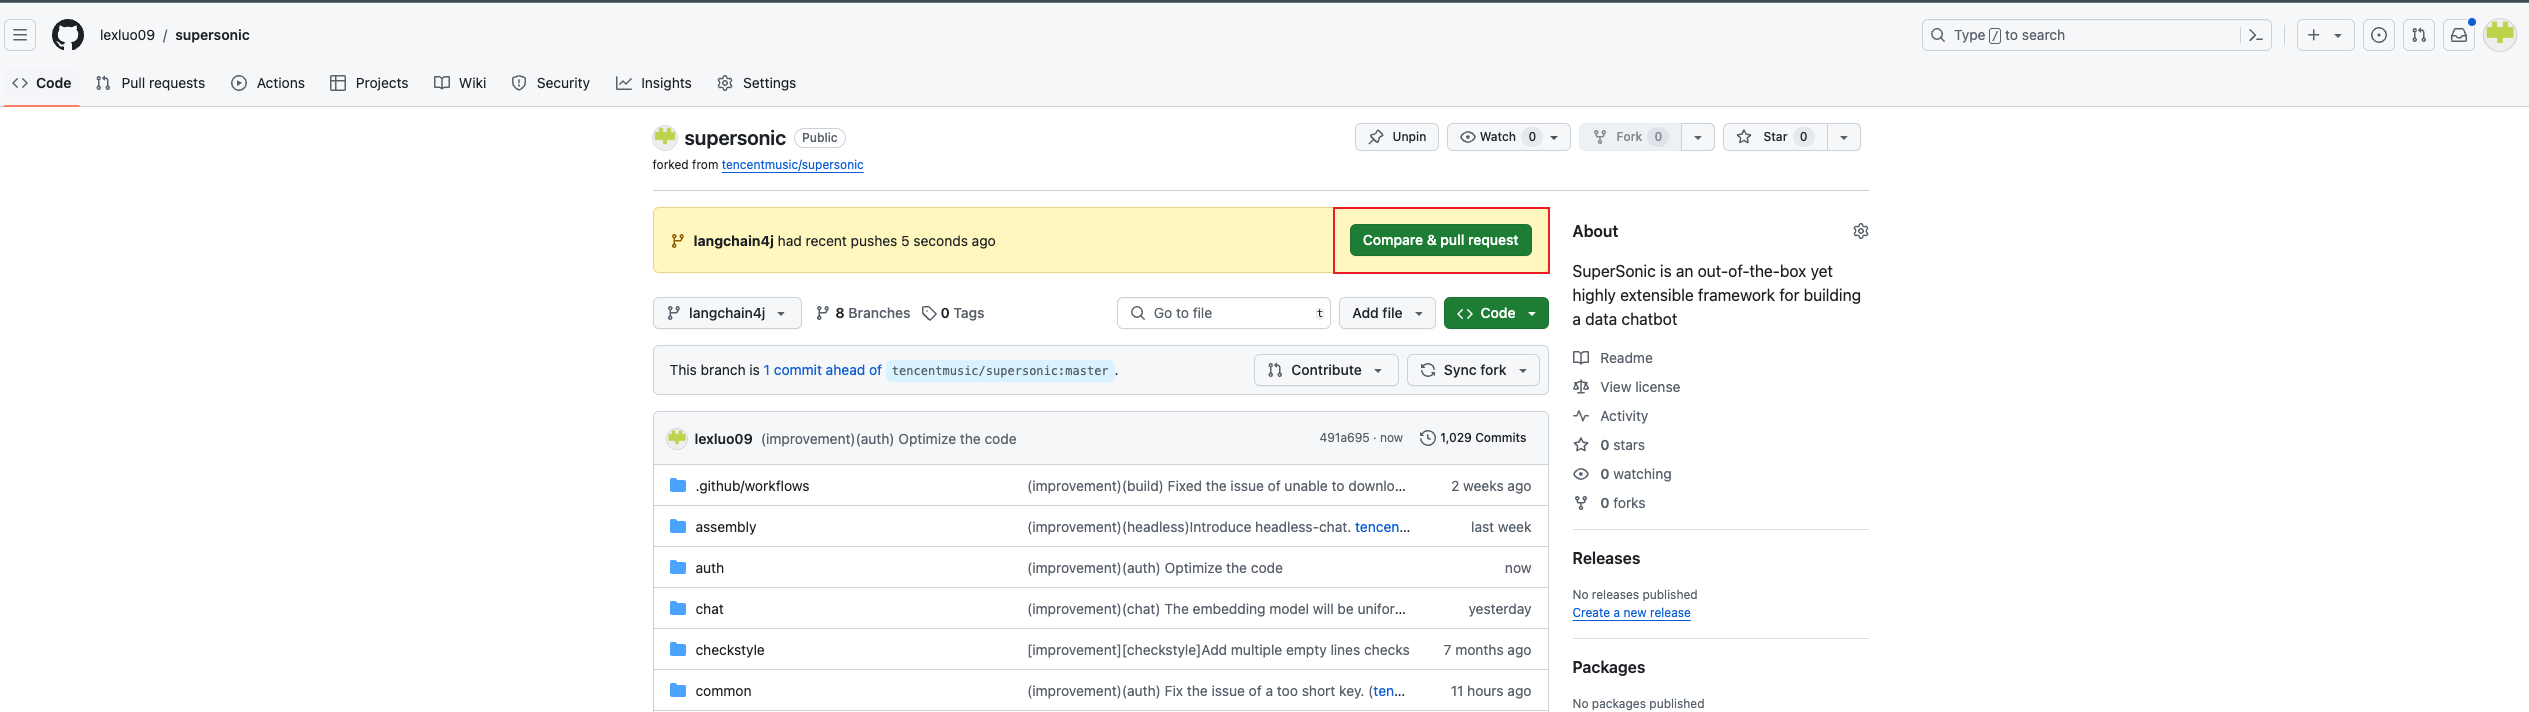 lexluo09 / supersonic
Type / to search
Code
Pull requests
Actions
Projects
Wiki
Security
Insights
Settings
supersonic Public
forked from tencentmusic/supersonic
Unpin
Watch 0
Fork 0
Star 0
langchain4j had recent pushes 5 seconds ago
Compare & pull request
langchain4j
8 Branches
0 Tags
Go to file t
Add file
Code
This branch is 1 commit ahead of tencentmusic/supersonic:master .
Contribute
Sync fork
lexluo09 (improvement)(auth) Optimize the code
491a695 · now
1,029 Commits
.github/workflows (improvement)(build) Fixed the issue of unable to downlo... 2 weeks ago
assembly (improvement)(headless)Introduce headless-chat. tencen... last week
auth (improvement)(auth) Optimize the code now
chat (improvement)(chat) The embedding model will be unifor... yesterday
checkstyle [improvement][checkstyle]Add multiple empty lines checks 7 months ago
common (improvement)(auth) Fix the issue of a too short key. (ten... 11 hours ago
About
SuperSonic is an out-of-the-box yet
highly extensible framework for building
a data chatbot
Readme
View license
Activity
0 stars
0 watching
0 forks
Releases
No releases published
Create a new release
Packages
No packages published